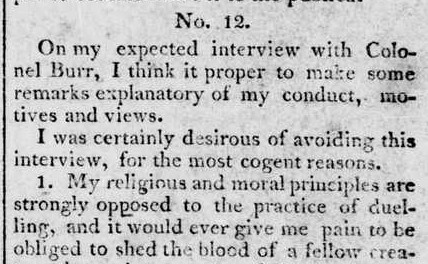 No. 12.
On my expected interview with Colo-
nel Burr, I think it proper to make some
remarks explanatory of my conduct, mo-
tives and views.
I was certainly desirous of avoiding this
interview, for the most cogent reasons.
1. My religious and moral principles are
strongly opposed to the practice of duel-
ling, and it would ever give me pain to be
obliged to shed the blood of a fellow crea-